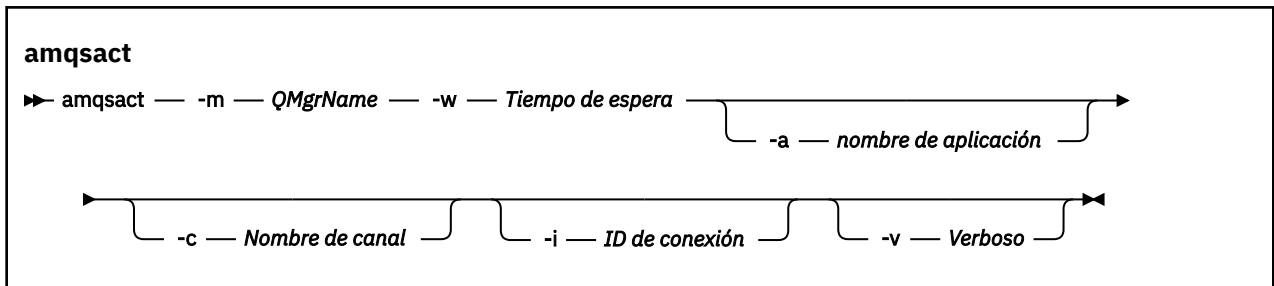 amqsact
amqsact -m QMgrName -w Tiempo de espera
-a nombre de aplicación
-c Nombre de canal -i ID de conexión -v Verboso